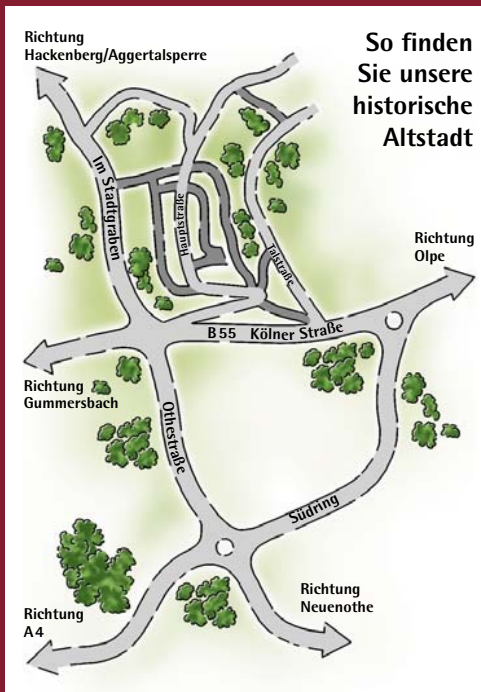 Richtung
Hackenberg/Aggertalsperre
So finden
Sie unsere
historische
Altstadt
Im Stadtgraben
Hauptstraße
Talstraße
Richtung
Olpe
B 55 Kölner Straße
Richtung
Gummersbach
Othestraße
Südring
Richtung
Neuenothe
Richtung
A 4